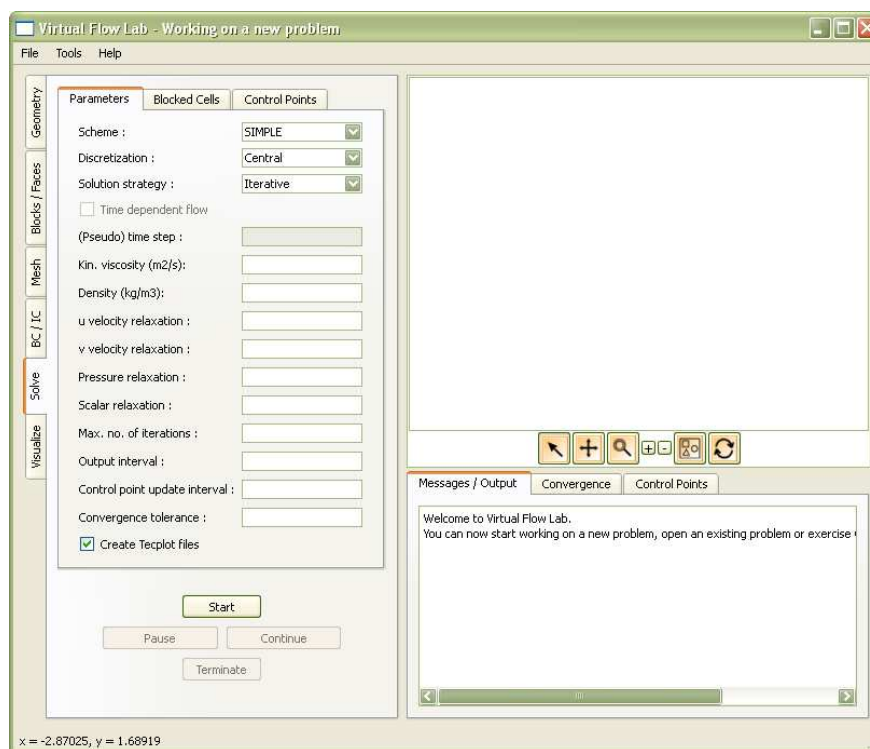 Virtual Flow Lab - Working on a new problem
File Tools Help
Geometry
Blocks / Faces
Mesh
BC / IC
Solve
Visualize
Parameters Blocked Cells Control Points
Scheme : SIMPLE
Discretization : Central
Solution strategy : Iterative
Time dependent flow
(Pseudo) time step :
Kin. viscosity (m2/s):
Density (kg/m3):
u velocity relaxation :
v velocity relaxation :
Pressure relaxation :
Scalar relaxation :
Max. no. of iterations :
Output interval :
Control point update interval :
Convergence tolerance :
Create Tecplot files
Start
Pause Continue
Terminate
Messages / Output Convergence Control Points
Welcome to Virtual Flow Lab.
You can now start working on a new problem, open an existing problem or exercise
x = -2.87025, y = 1.68919